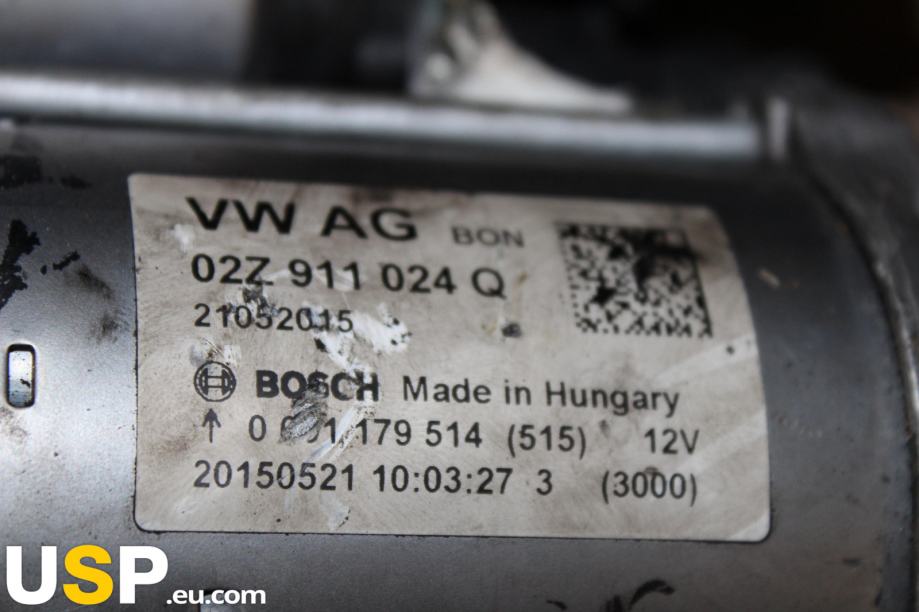 VW AG BON
02Z 911 024 Q
21052015
BOSCH Made in Hungary
↑ 0 001 179 514 (515) 12V
20150521 10:03:27 3 (3000)
USP.eu.com